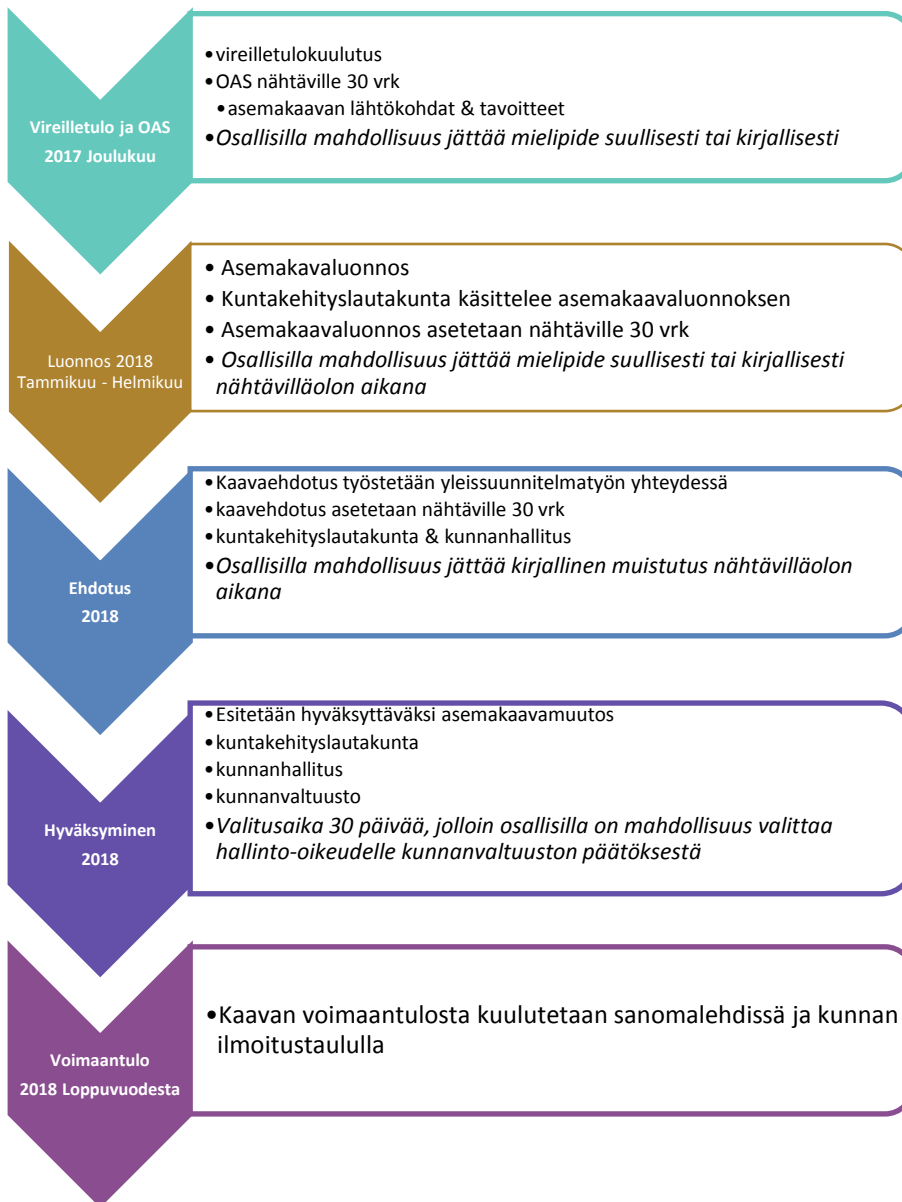 Vireilletulo ja OAS
2017 Joulukuu
•vireilletulokuulutus
•OAS nähtäville 30 vrk
•asemakaavan lähtökohdat & tavoitteet
•Osallisilla mahdollisuus jättää mielipide suullisesti tai kirjallisesti
Luonnos 2018
Tammikuu - Helmikuu
• Asemakavaluonnos
• Kuntakehityslautakunta käsittelee asemakaavaluonnoksen
• Asemakaavaluonnos asetetaan nähtäville 30 vrk
• Osallisilla mahdollisuus jättää mielipide suullisesti tai kirjallisesti
nähtävilläolon aikana
Ehdotus
2018
•Kaavaehdotus työstetään yleissuunnitelmatyön yhteydessä
•kaavehdotus asetetaan nähtäville 30 vrk
•kuntakehityslautakunta & kunnanhallitus
•Osallisilla mahdollisuus jättää kirjallinen muistutus nähtävilläolon
aikana
Hyväksyminen
2018
•Esitetään hyväksyttäväksi asemakaavamuutos
•kuntakehityslautakunta
•kunnanhallitus
•kunnanvaltuusto
•Valitusaika 30 päivää, jolloin osallisilla on mahdollisuus valittaa
hallinto-oikeudelle kunnanvaltuuston päätöksestä
Voimaantulo
2018 Loppuvuodesta
•Kaavan voimaantulosta kuulutetaan sanomalehdissä ja kunnan
ilmoitustaululla